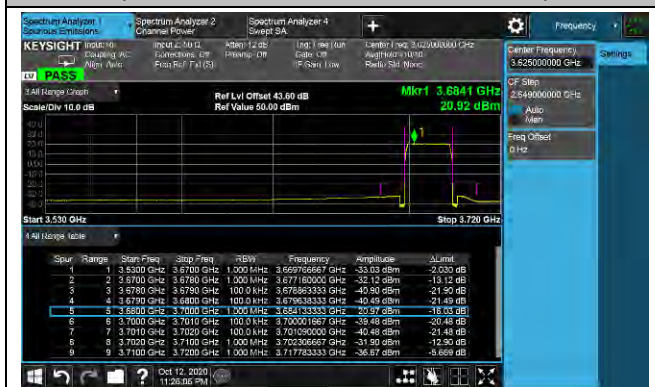 Spectrum Analyzer 1
Spurious Emissions
Spectrum Analyzer 2
Channel Power
Spectrum Analyzer 4
Swept SA
+
Frequency
KEYSIGHT Input: RF
Coupling: AC
Align: Auto
Input Z: 50 Ω
Corrections: Off
Freq Ref: Ext (S)
Atten: 12 dB
Preamp: Off
Trig: Free Run
Gate: Off
IF Gain: Low
Center Freq: 3.625000000 GHz
Avg|Hold:
Radio Std: None
PASS
3 All Range Graph
Scale/Div 10.0 dB
Ref Lvl Offset 43.60 dB
Ref Value 50.00 dBm
Mkr1 3.6841 GHz
20.92 dBm
1
Start 3.530 GHz
Stop 3.720 GHz
4 All Range Table
Spur Range Start Freq Stop Freq RBW Frequency Amplitude ΔLimit
1 1 3.5300 GHz 3.6700 GHz 1.000 MHz 3.669766667 GHz -33.03 dBm -2.030 dB
2 2 3.6700 GHz 3.6780 GHz 1.000 MHz 3.677160000 GHz -32.12 dBm -13.12 dB
3 3 3.6780 GHz 3.6790 GHz 100.0 kHz 3.678863333 GHz -40.90 dBm -21.90 dB
4 4 3.6790 GHz 3.6800 GHz 100.0 kHz 3.679638333 GHz -40.49 dBm -21.49 dB
5 5 3.6800 GHz 3.7000 GHz 1.000 MHz 3.684133333 GHz 20.97 dBm -16.03 dB
6 6 3.7000 GHz 3.7010 GHz 100.0 kHz 3.700001667 GHz -39.48 dBm -20.48 dB
7 7 3.7010 GHz 3.7020 GHz 100.0 kHz 3.701090000 GHz -40.48 dBm -21.48 dB
8 8 3.7020 GHz 3.7100 GHz 1.000 MHz 3.702306667 GHz -31.90 dBm -12.90 dB
9 9 3.7100 GHz 3.7200 GHz 1.000 MHz 3.717783333 GHz -36.67 dBm -5.669 dB
Center Frequency
3.625000000 GHz
Settings
CF Step
2.549000000 GHz
Auto
Man
Freq Offset
0 Hz
Oct 12, 2020
11:26:06 PM